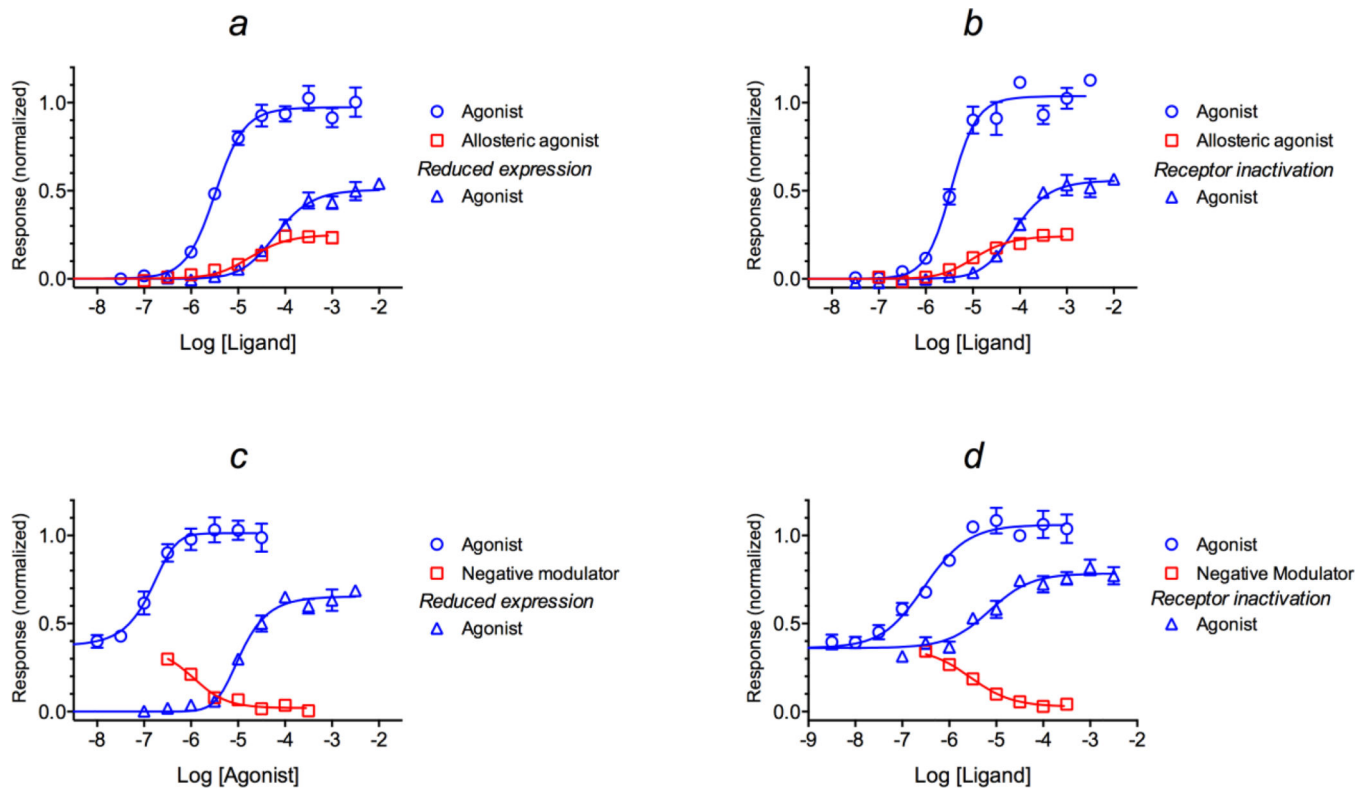 a
Response (normalized)
1.0
0.5
0.0
-8 -7 -6 -5 -4 -3 -2
Log [Ligand]
Agonist
Allosteric agonist
Reduced expression
Agonist
b
Response (normalized)
1.0
0.5
0.0
-8 -7 -6 -5 -4 -3 -2
Log [Ligand]
Agonist
Allosteric agonist
Receptor inactivation
Agonist
c
Response (normalized)
1.0
0.5
0.0
-8 -7 -6 -5 -4 -3 -2
Log [Agonist]
Agonist
Negative modulator
Reduced expression
Agonist
d
Response (normalized)
1.0
0.5
0.0
-9 -8 -7 -6 -5 -4 -3 -2
Log [Ligand]
Agonist
Negative Modulator
Receptor inactivation
Agonist